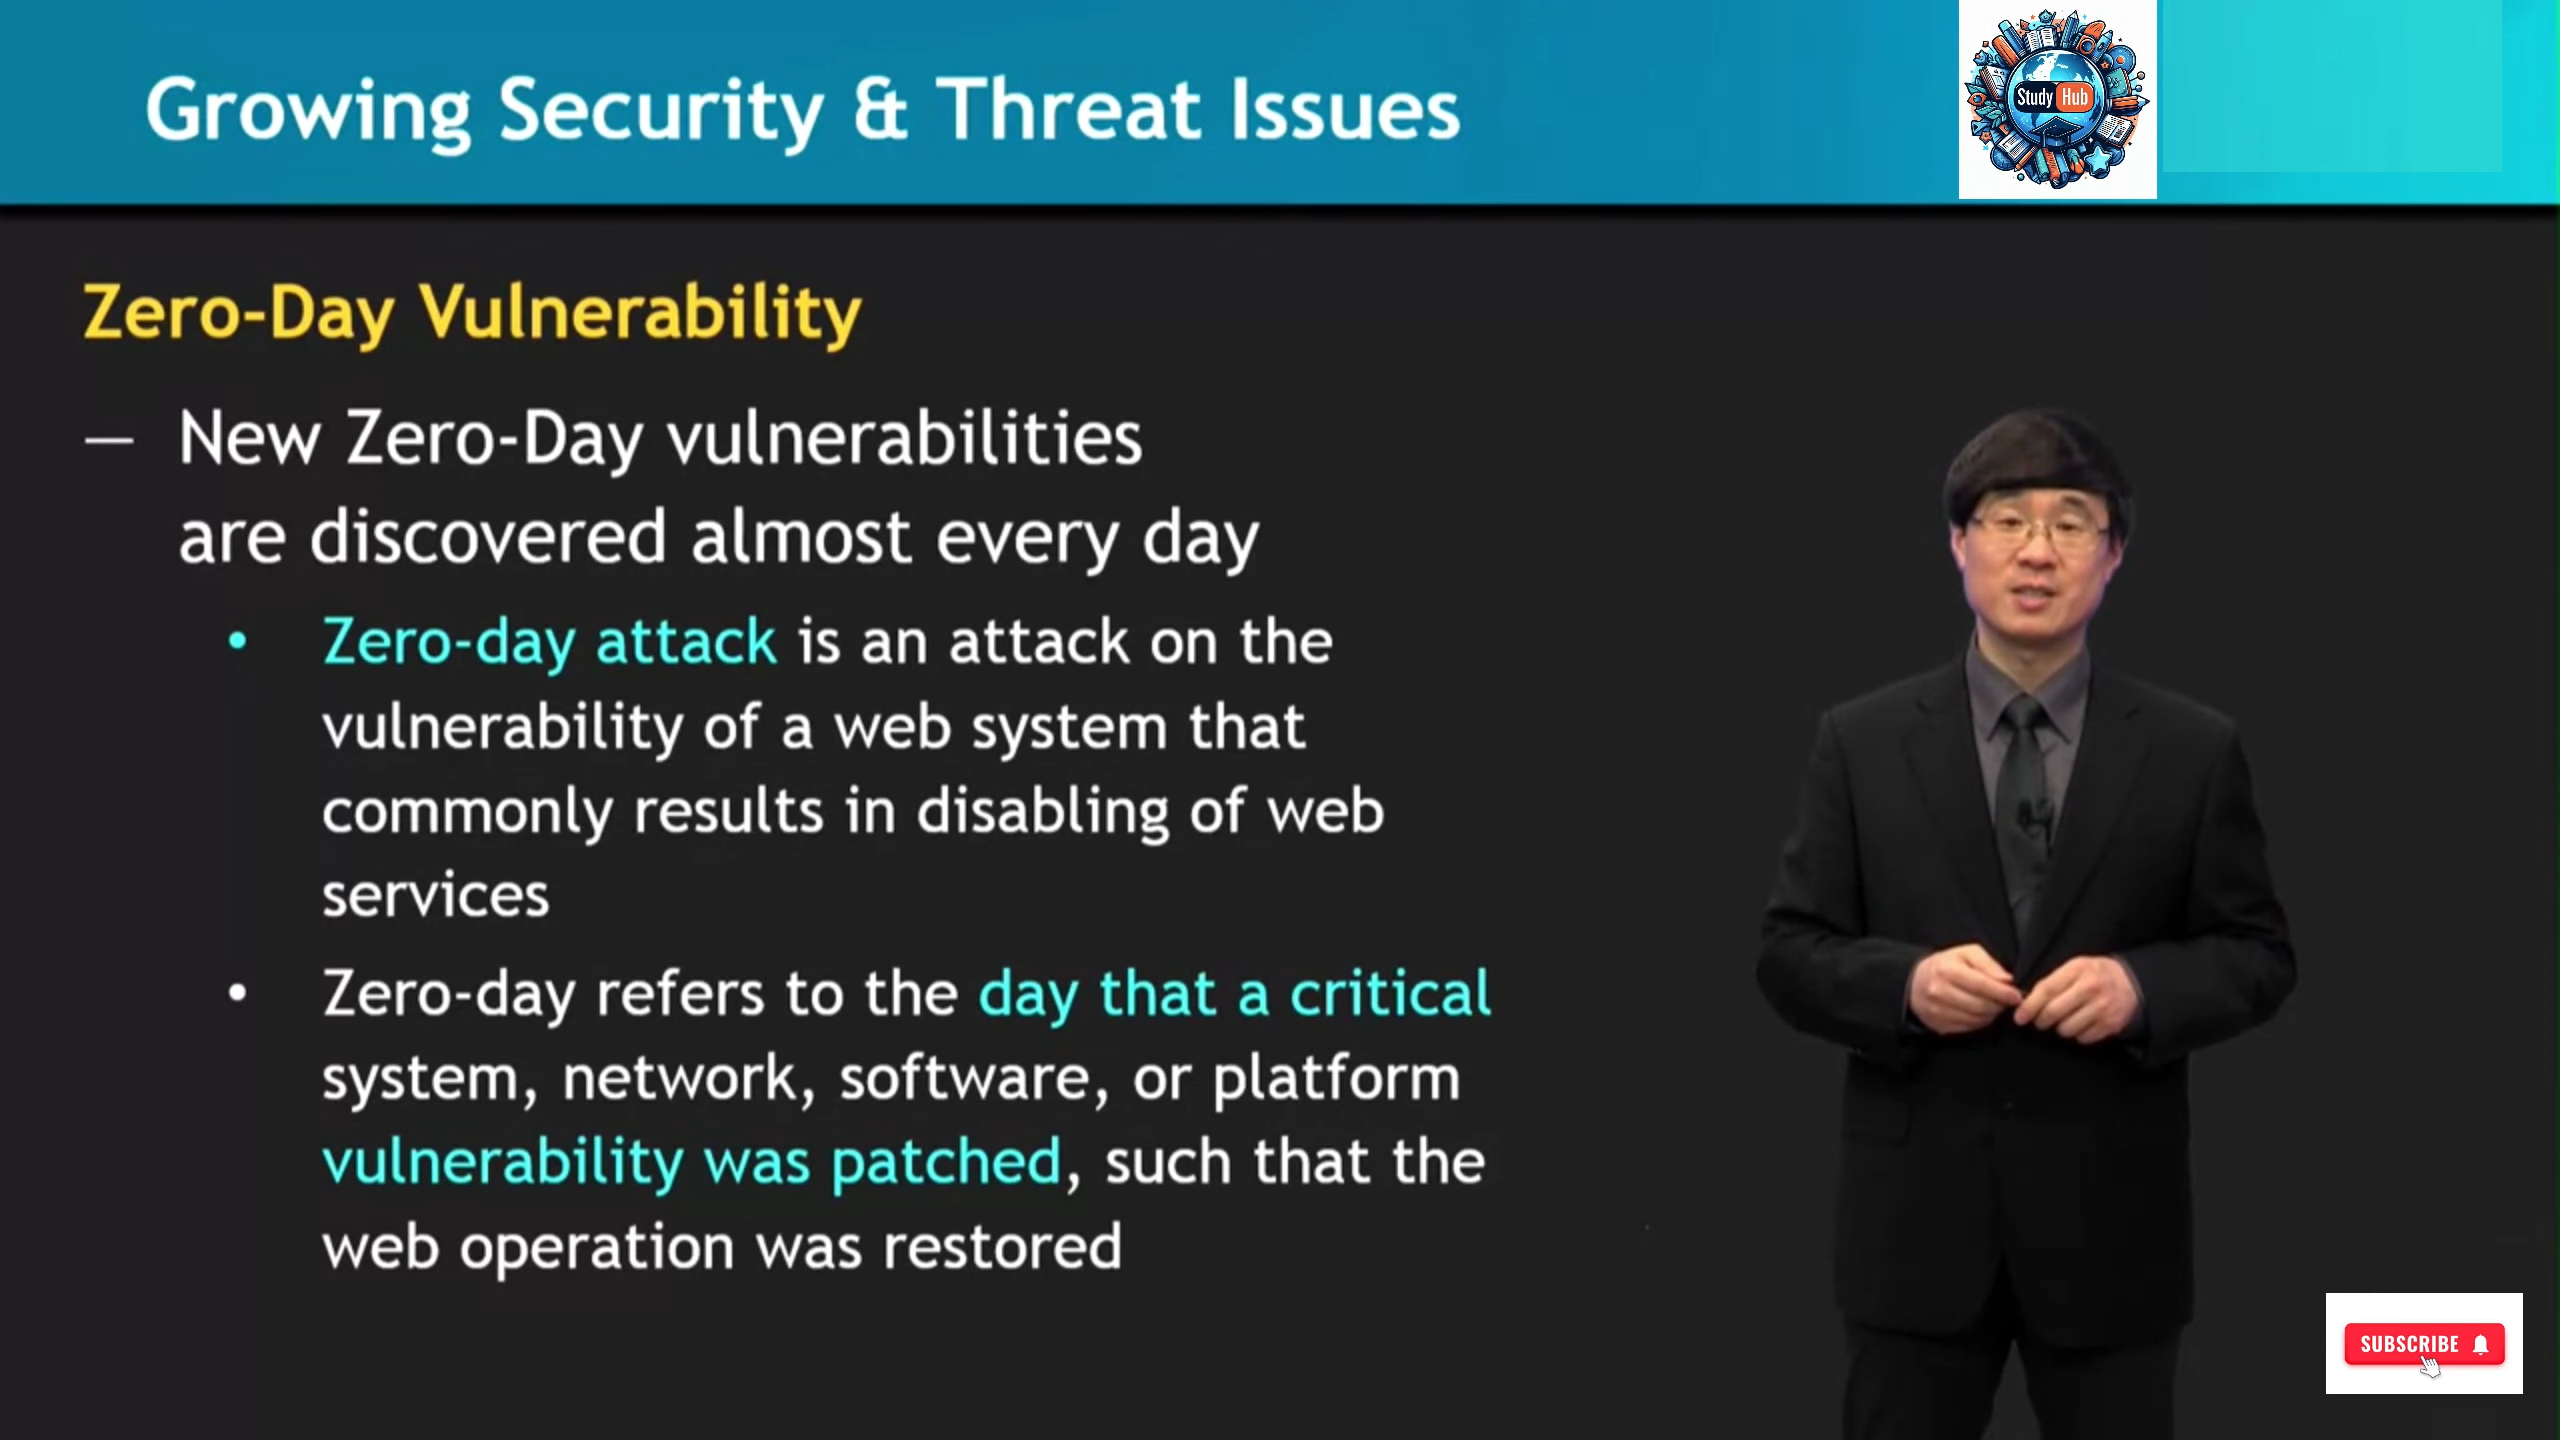 Growing Security & Threat Issues
Study Hub
Zero-Day Vulnerability
— New Zero-Day vulnerabilities
are discovered almost every day
• Zero-day attack is an attack on the
vulnerability of a web system that
commonly results in disabling of web
services
• Zero-day refers to the day that a critical
system, network, software, or platform
vulnerability was patched, such that the
web operation was restored
SUBSCRIBE